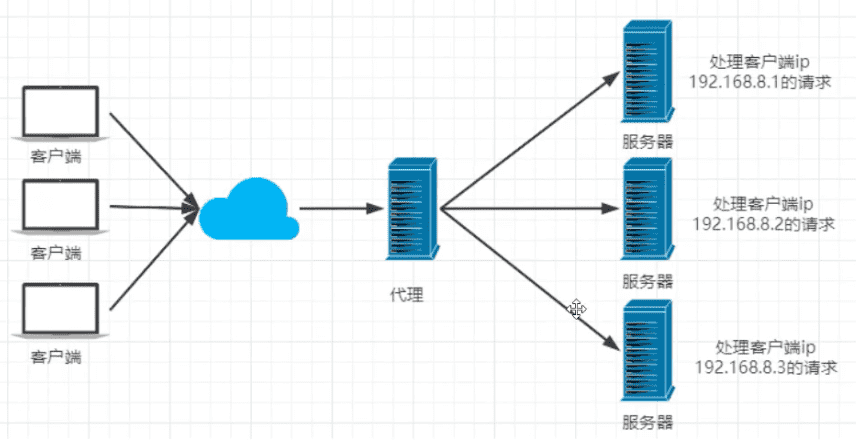 客户端
客户端
客户端
代理
服务器
处理客户端ip
192.168.8.1的请求
服务器
处理客户端ip
192.168.8.2的请求
服务器
处理客户端ip
192.168.8.3的请求